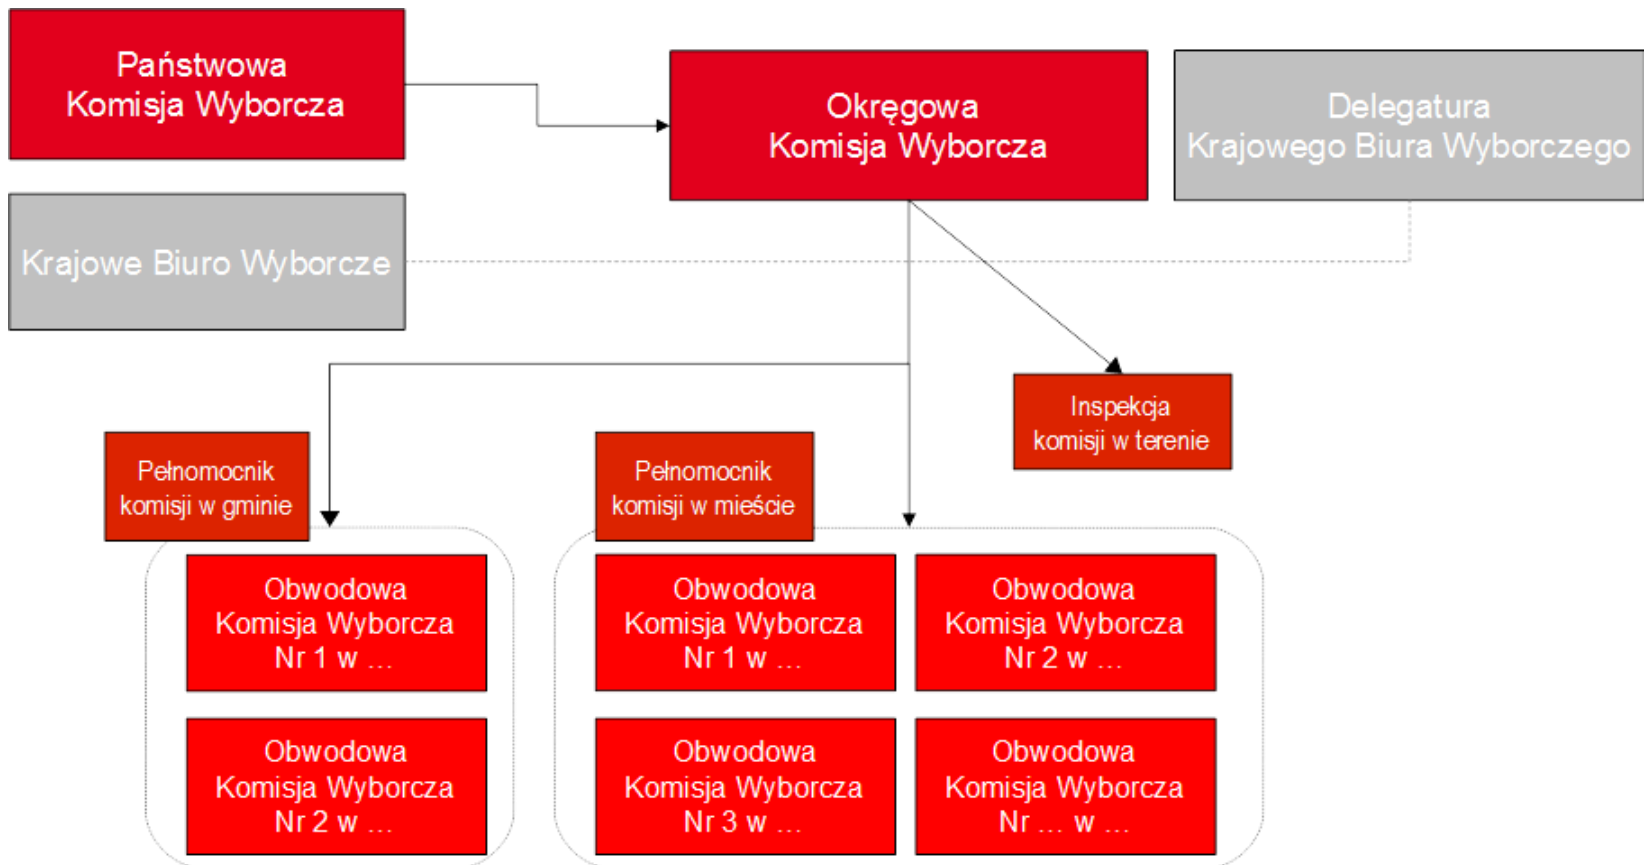 Państwowa
Komisja Wyborcza
Okręgowa
Komisja Wyborcza
Delegatura
Krajowego Biura Wyborczego
Krajowe Biuro Wyborcze
Inspekcja
komisji w terenie
Pełnomocnik
komisji w gminie
Pełnomocnik
komisji w mieście
Obwodowa
Komisja Wyborcza
Nr 1 w ...
Obwodowa
Komisja Wyborcza
Nr 2 w ...
Obwodowa
Komisja Wyborcza
Nr 1 w ...
Obwodowa
Komisja Wyborcza
Nr 2 w ...
Obwodowa
Komisja Wyborcza
Nr 3 w ...
Obwodowa
Komisja Wyborcza
Nr ... w ...